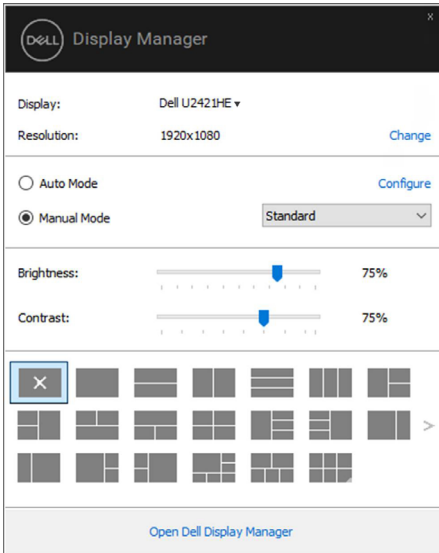 x
DELL Display Manager
Display: Dell U2421HE
Resolution: 1920x1080 Change
Auto Mode Configure
Manual Mode Standard
Brightness: 75%
Contrast: 75%
Open Dell Display Manager